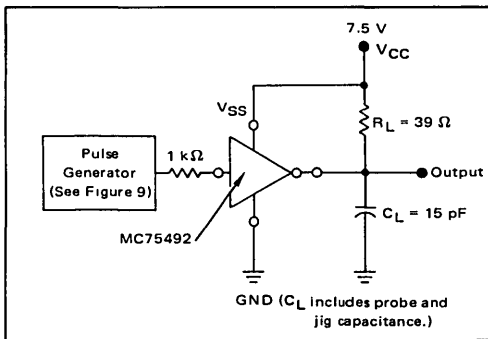 7.5 V
VCC
VSS
RL = 39 Ω
Pulse
Generator
(See Figure 9)
1 kΩ
Output
MC75492
CL = 15 pF
GND (CL includes probe and
jig capacitance.)